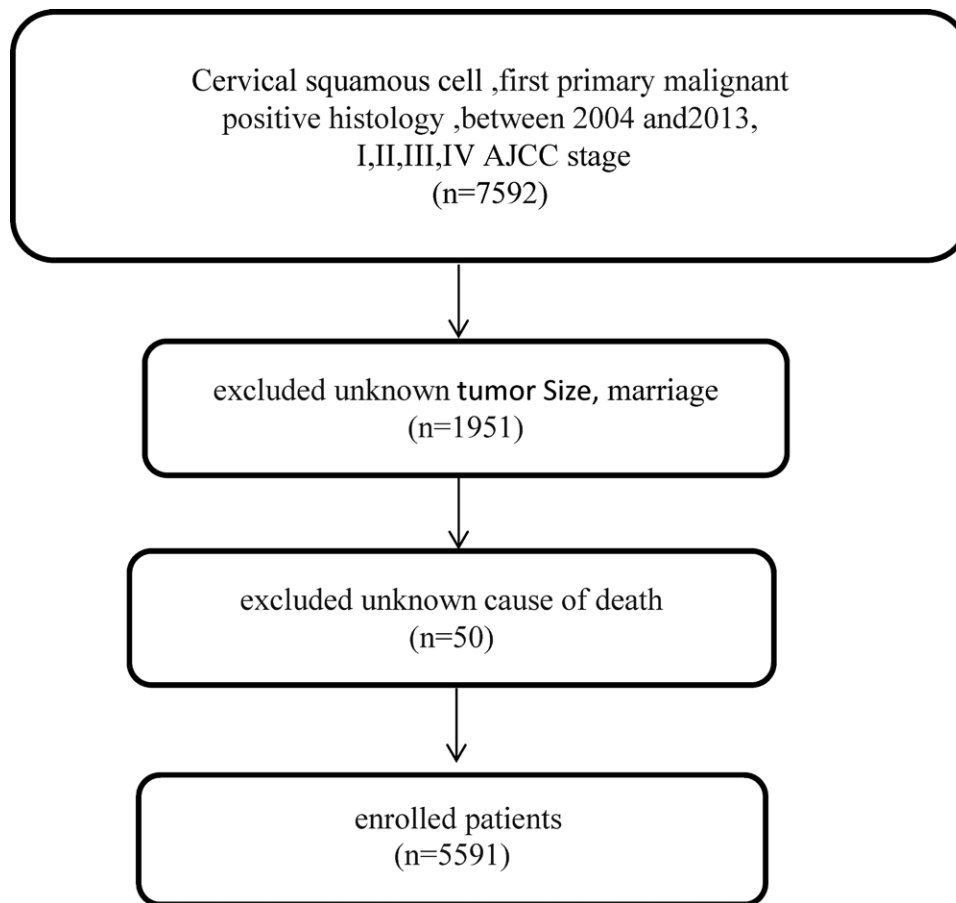 Cervical squamous cell ,first primary malignant
positive histology ,between 2004 and2013,
I,II,III,IV AJCC stage
(n=7592)
excluded unknown tumor Size, marriage
(n=1951)
excluded unknown cause of death
(n=50)
enrolled patients
(n=5591)